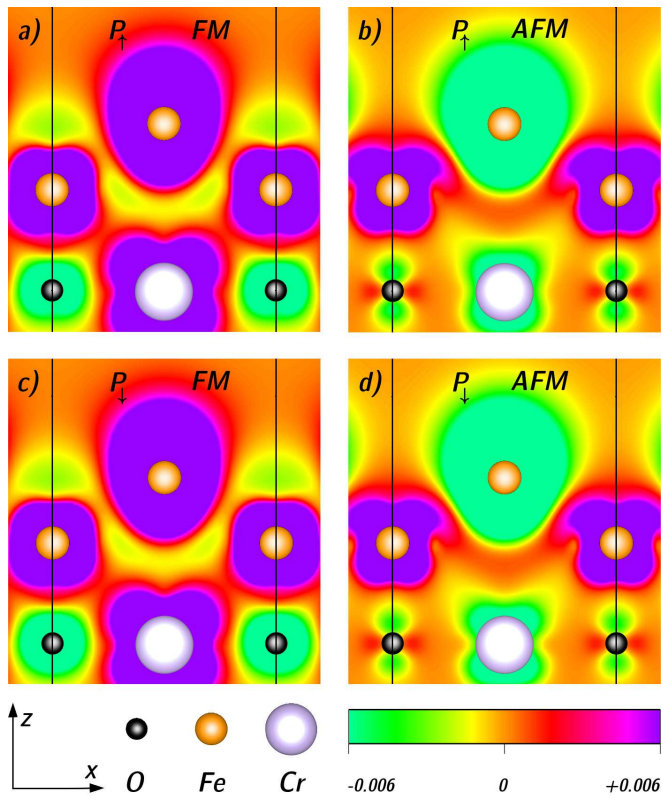 a) P↑ FM
b) P↑ AFM
c) P↓ FM
d) P↓ AFM
z
x
O Fe Cr
-0.006 0 +0.006